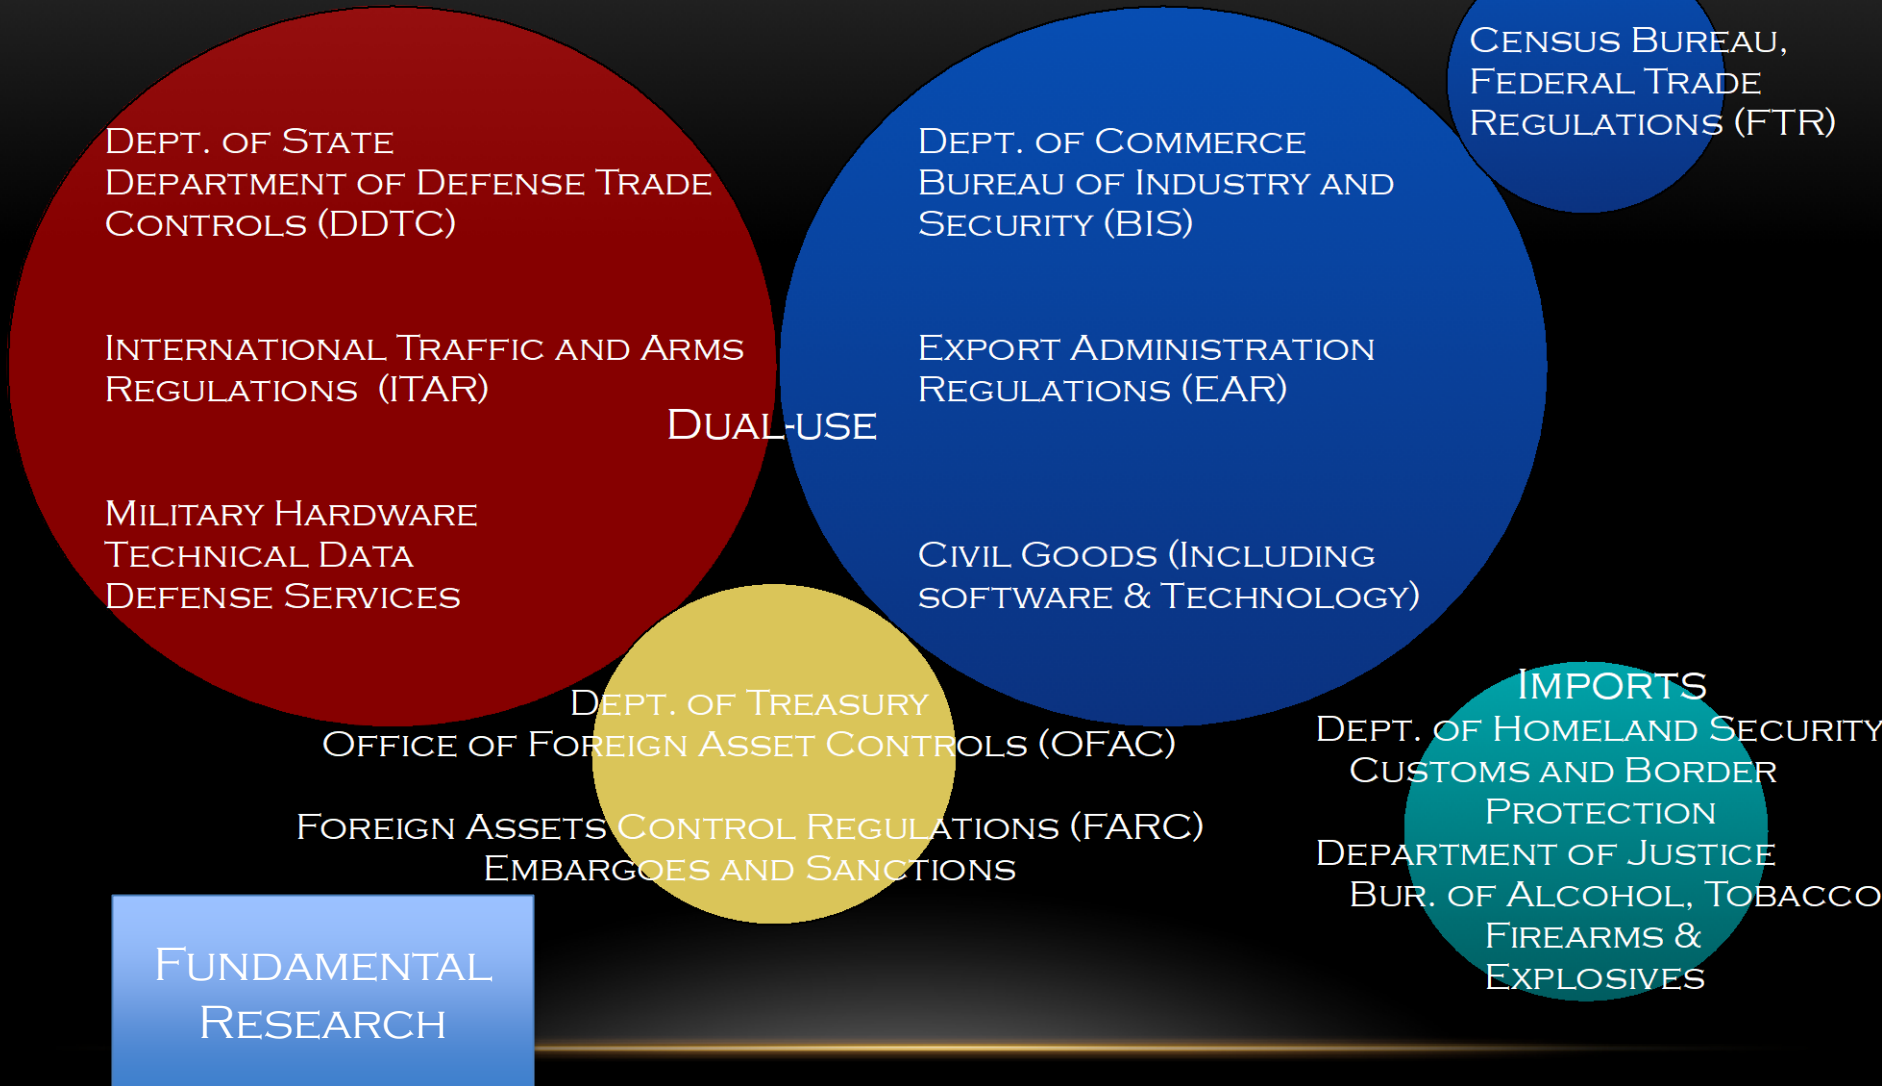 Dept. of State
Department of Defense Trade
Controls (DDTC)
International Traffic and Arms
Regulations  (ITAR)
Military Hardware
Technical Data
Defense Services
Dual-use
Dept. of Commerce
Bureau of Industry and
Security (BIS)
Export Administration
Regulations (EAR)
Civil Goods (Including
software & Technology)
Census Bureau,
Federal Trade
Regulations (FTR)
Dept. of Treasury
Office of Foreign Asset Controls (OFAC)
Foreign Assets Control Regulations (FARC)
Embargoes and Sanctions
Imports
Dept. of Homeland Security
Customs and Border
Protection
Department of Justice
Bur. of Alcohol, Tobacco
Firearms &
Explosives
Fundamental
Research